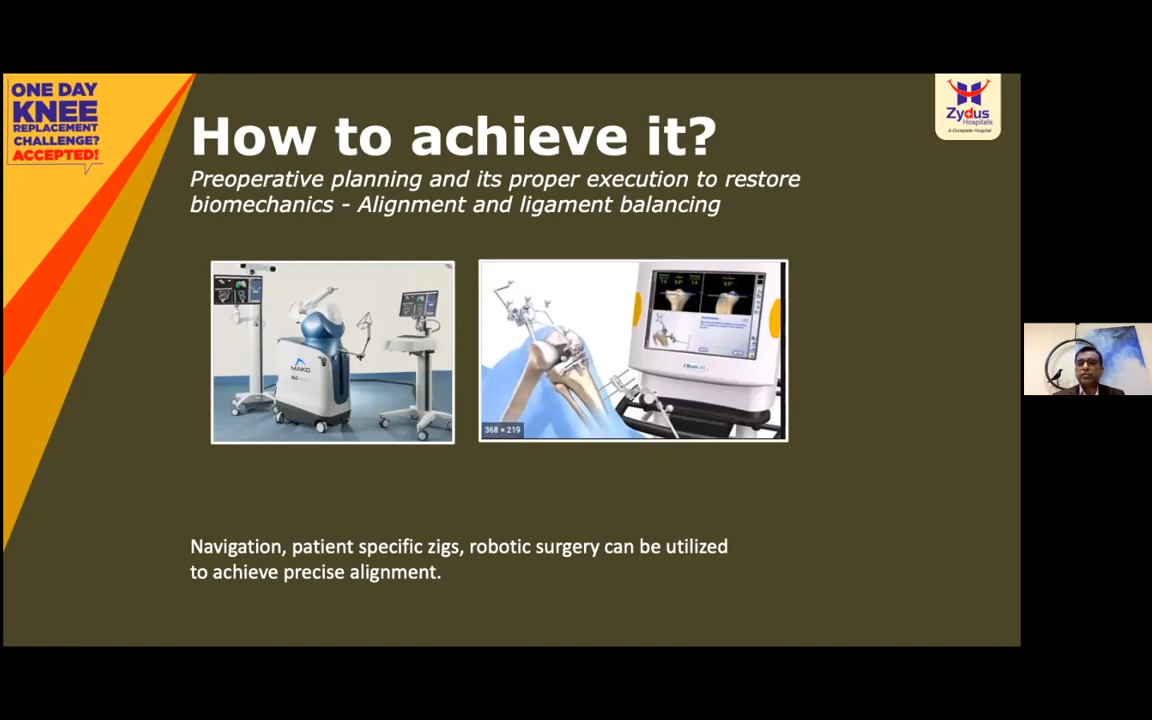 ONE DAY
KNEE
REPLACEMENT
CHALLENGE?
ACCEPTED!
Zydus
Hospitals
A Complete Hospital
How to achieve it?
Preoperative planning and its proper execution to restore
biomechanics - Alignment and ligament balancing
MAKO
368 × 219
Navigation, patient specific zigs, robotic surgery can be utilized
to achieve precise alignment.